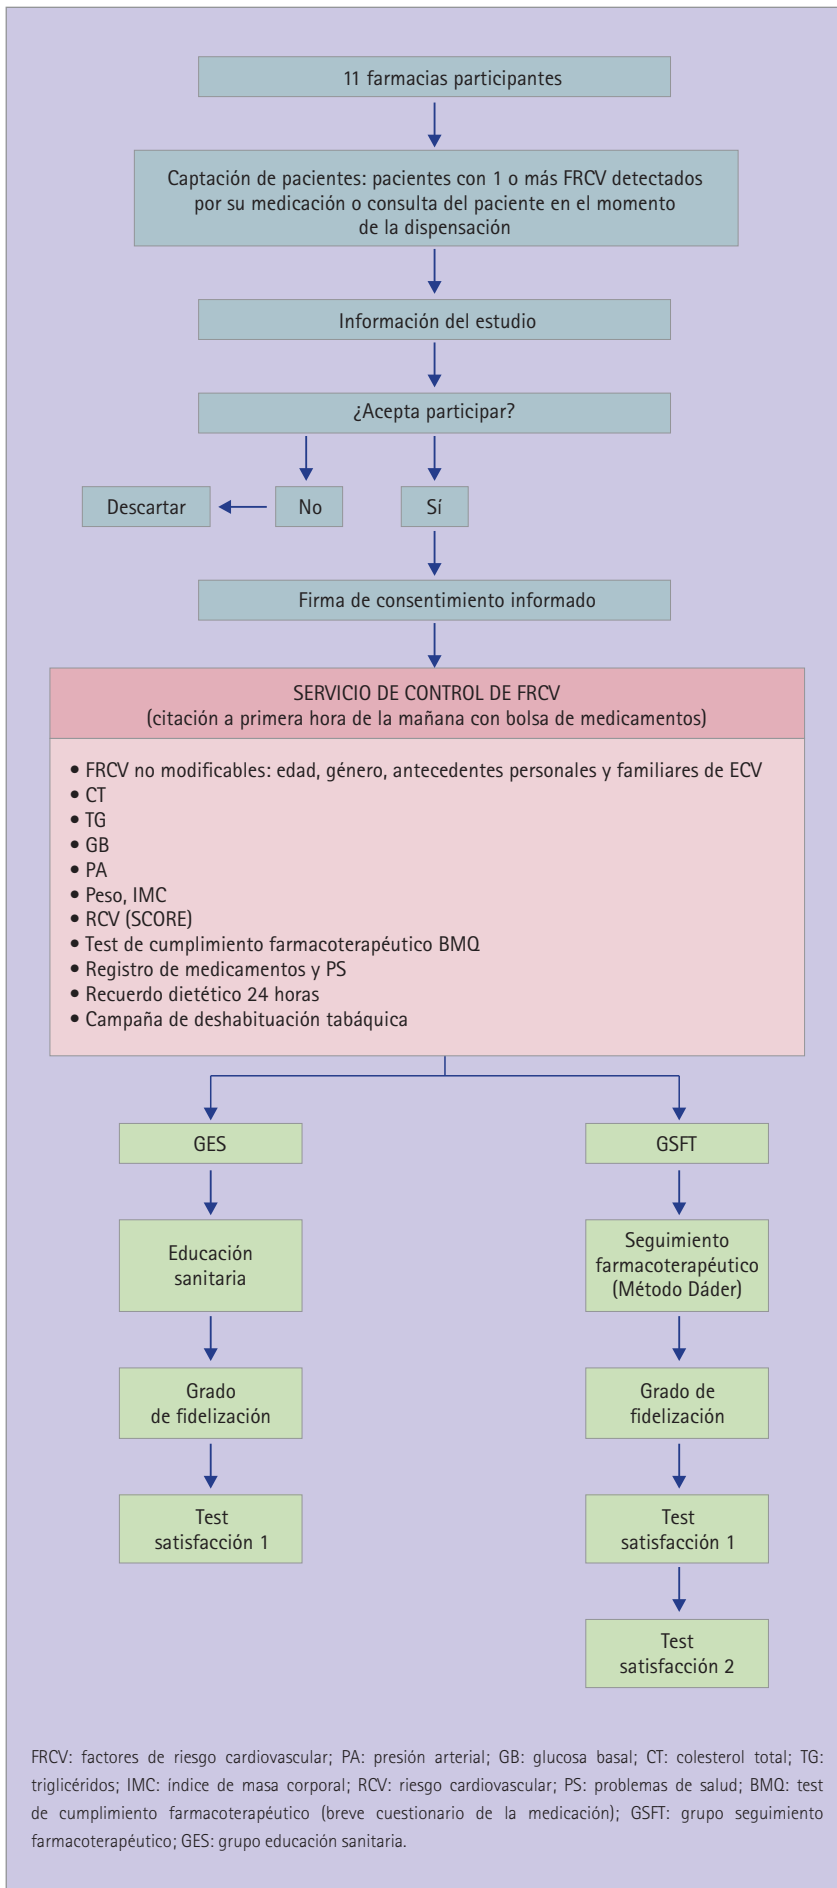 11 farmacias participantes
Captación de pacientes: pacientes con 1 o más FRCV detectados
por su medicación o consulta del paciente en el momento
de la dispensación
Información del estudio
¿Acepta participar?
Descartar
No
Sí
Firma de consentimiento informado
SERVICIO DE CONTROL DE FRCV
(citación a primera hora de la mañana con bolsa de medicamentos)
• FRCV no modificables: edad, género, antecedentes personales y familiares de ECV
• CT
• TG
• GB
• PA
• Peso, IMC
• RCV (SCORE)
• Test de cumplimiento farmacoterapéutico BMQ
• Registro de medicamentos y PS
• Recuerdo dietético 24 horas
• Campaña de deshabituación tabáquica
GES
Educación
sanitaria
Grado
de fidelización
Test
satisfacción 1
GSFT
Seguimiento
farmacoterapéutico
(Método Dáder)
Grado de
fidelización
Test
satisfacción 1
Test
satisfacción 2
FRCV: factores de riesgo cardiovascular; PA: presión arterial; GB: glucosa basal; CT: colesterol total; TG:
triglicéridos; IMC: índice de masa corporal; RCV: riesgo cardiovascular; PS: problemas de salud; BMQ: test
de cumplimiento farmacoterapéutico (breve cuestionario de la medicación); GSFT: grupo seguimiento
farmacoterapéutico; GES: grupo educación sanitaria.